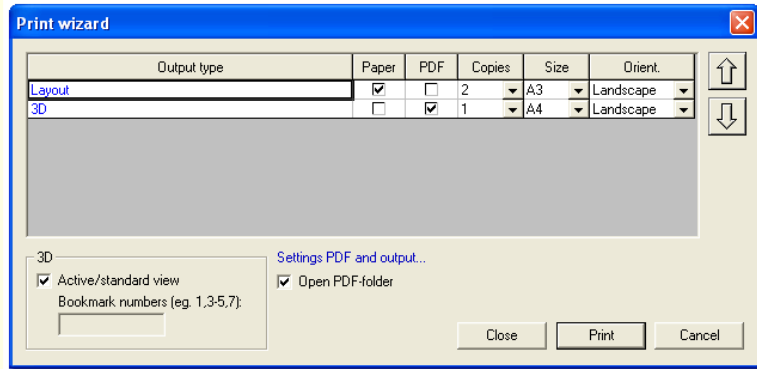 Print wizard
Output type Paper PDF Copies Size Orient.
Layout 2 A3 Landscape
3D 1 A4 Landscape
3D Settings PDF and output...
Active/standard view Open PDF-folder
Bookmark numbers (eg. 1,3-5,7):
Close Print Cancel